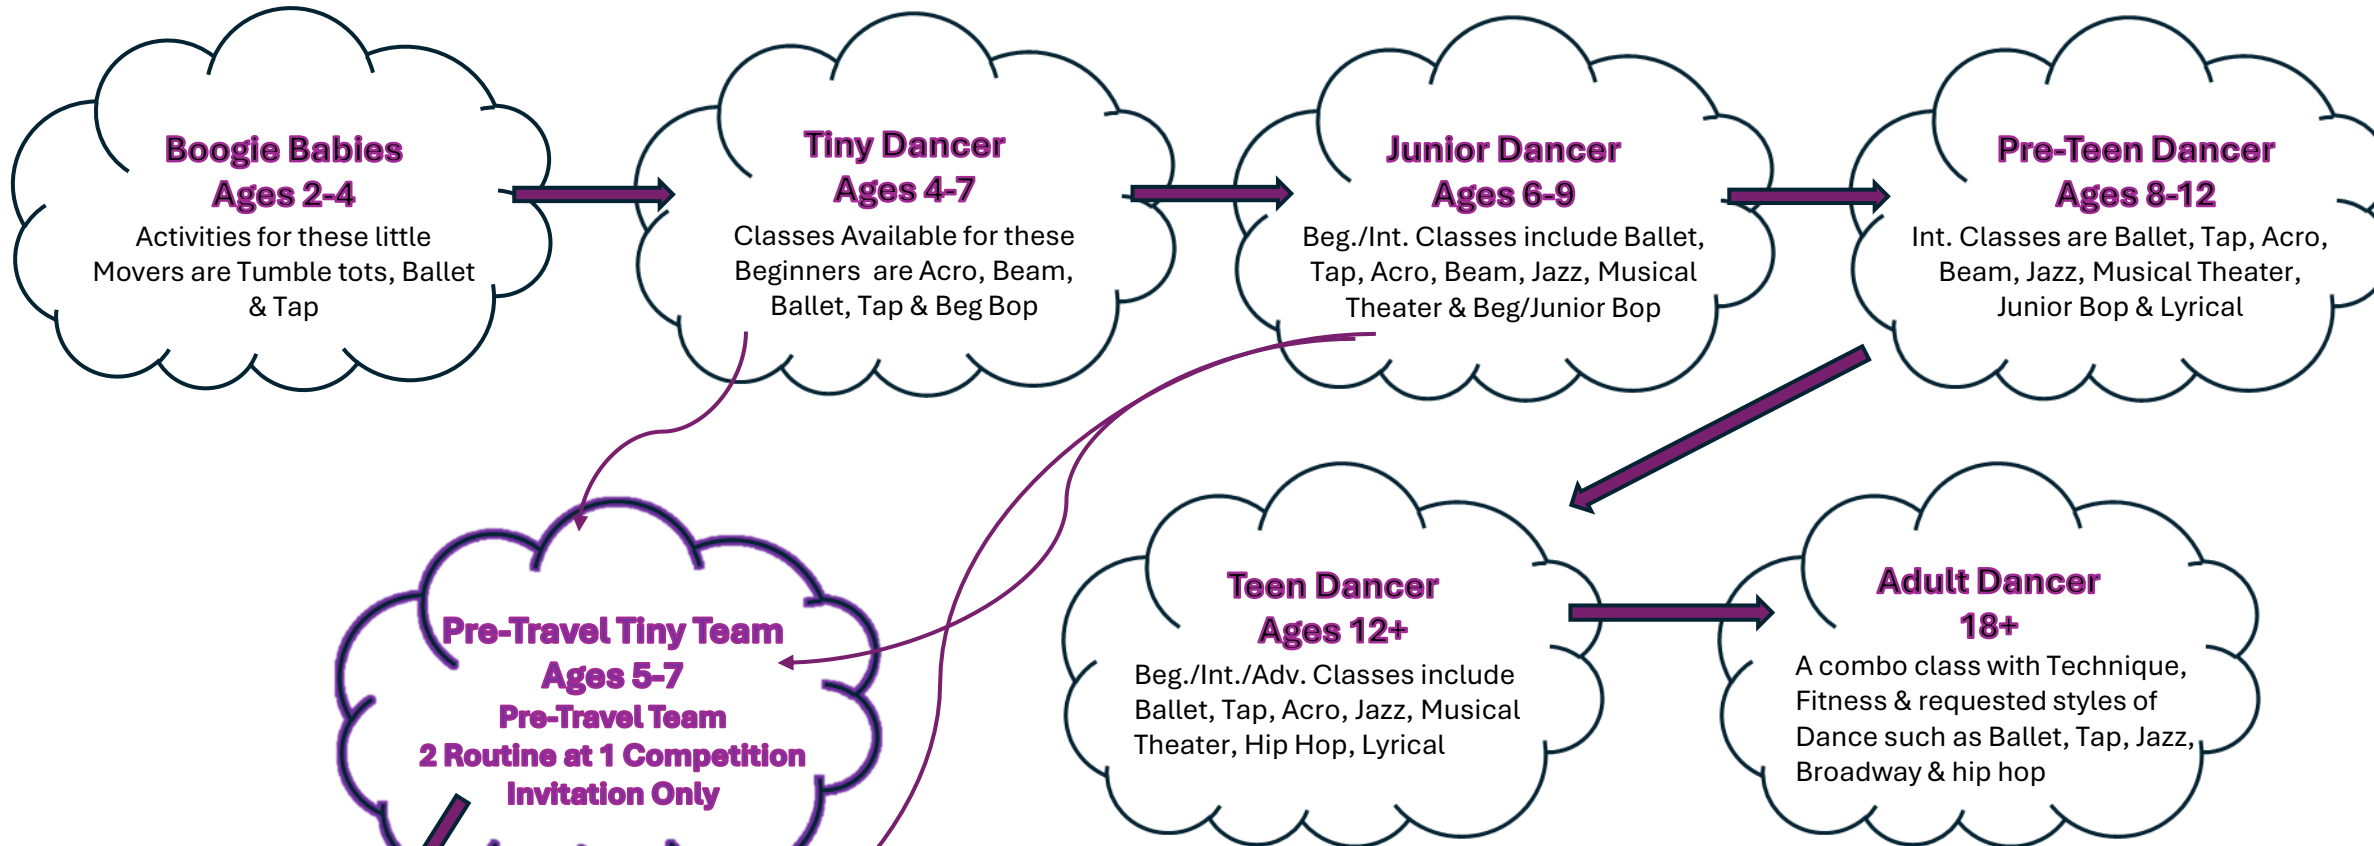 Boogie Babies
Ages 2-4
Activities for these little
Movers are Tumble tots, Ballet
& Tap
Tiny Dancer
Ages 4-7
Classes Available for these
Beginners are Acro, Beam,
Ballet, Tap & Beg Bop
Junior Dancer
Ages 6-9
Beg./Int. Classes include Ballet,
Tap, Acro, Beam, Jazz, Musical
Theater & Beg/Junior Bop
Pre-Teen Dancer
Ages 8-12
Int. Classes are Ballet, Tap, Acro,
Beam, Jazz, Musical Theater,
Junior Bop & Lyrical
Pre-Travel Tiny Team
Ages 5-7
Pre-Travel Team
2 Routine at 1 Competition
Invitation Only
Teen Dancer
Ages 12+
Beg./Int./Adv. Classes include
Ballet, Tap, Acro, Jazz, Musical
Theater, Hip Hop, Lyrical
Adult Dancer
18+
A combo class with Technique,
Fitness & requested styles of
Dance such as Ballet, Tap, Jazz,
Broadway & hip hop